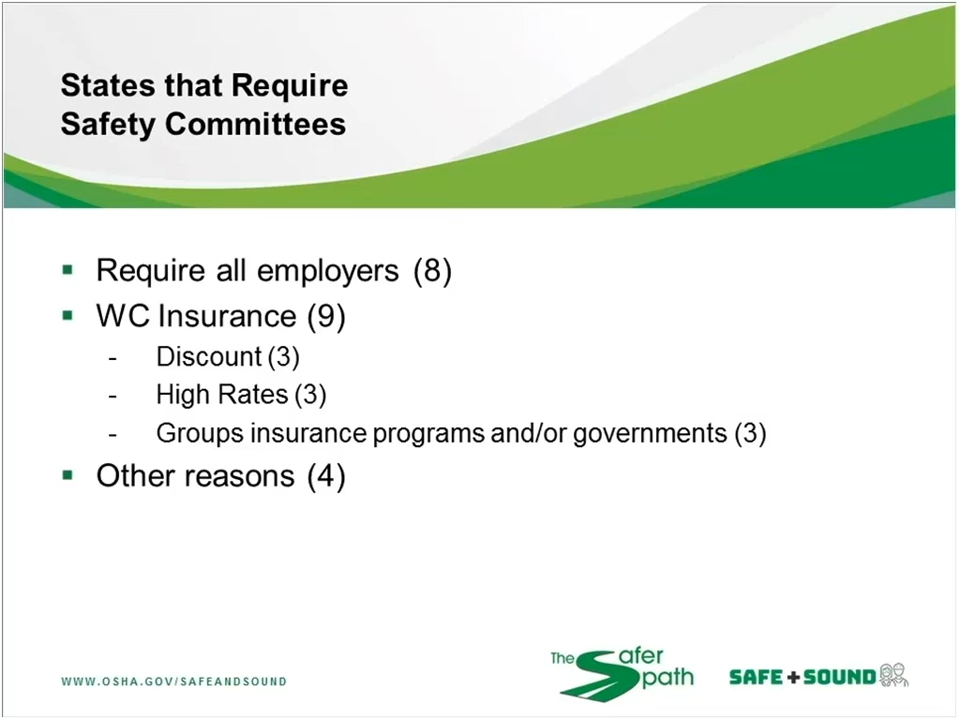 States that Require
Safety Committees
▪ Require all employers (8)
▪ WC Insurance (9)
- Discount (3)
- High Rates (3)
- Groups insurance programs and/or governments (3)
▪ Other reasons (4)
WWW.OSHA.GOV/SAFEANDSOUND
The Safer path
SAFE + SOUND